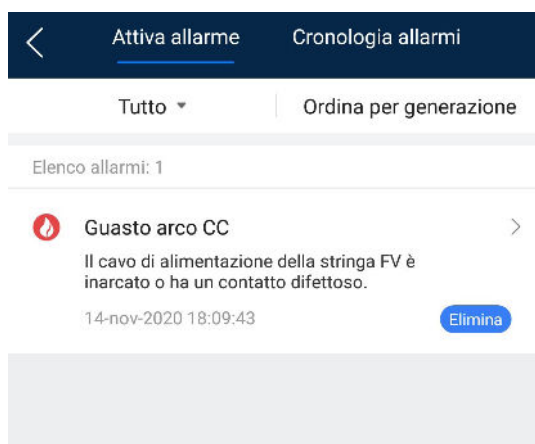 Attiva allarme Cronologia allarmi
Tutto Ordina per generazione
Elenco allarmi: 1
Guasto arco CC
Il cavo di alimentazione della stringa FV è
inarcato o ha un contatto difettoso.
14-nov-2020 18:09:43 Elimina